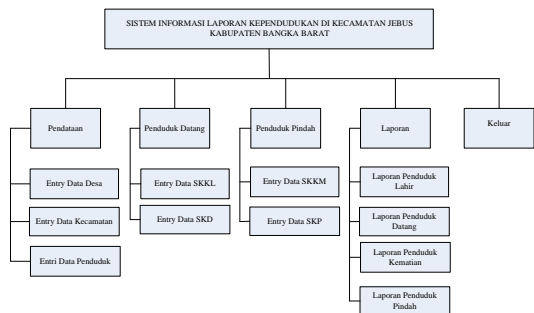 SISTEM INFORMASI LAPORAN KEPENDUDUKAN DI KECAMATAN JEBUS
KABUPATEN BANGKA BARAT
Pendataan
Penduduk Datang
Penduduk Pindah
Laporan
Keluar
Entry Data Desa
Entry Data Kecamatan
Entri Data Penduduk
Entry Data SKKL
Entry Data SKD
Entry Data SKKM
Entry Data SKP
Laporan Penduduk
Lahir
Laporan Penduduk
Datang
Laporan Penduduk
Kematian
Laporan Penduduk
Pindah